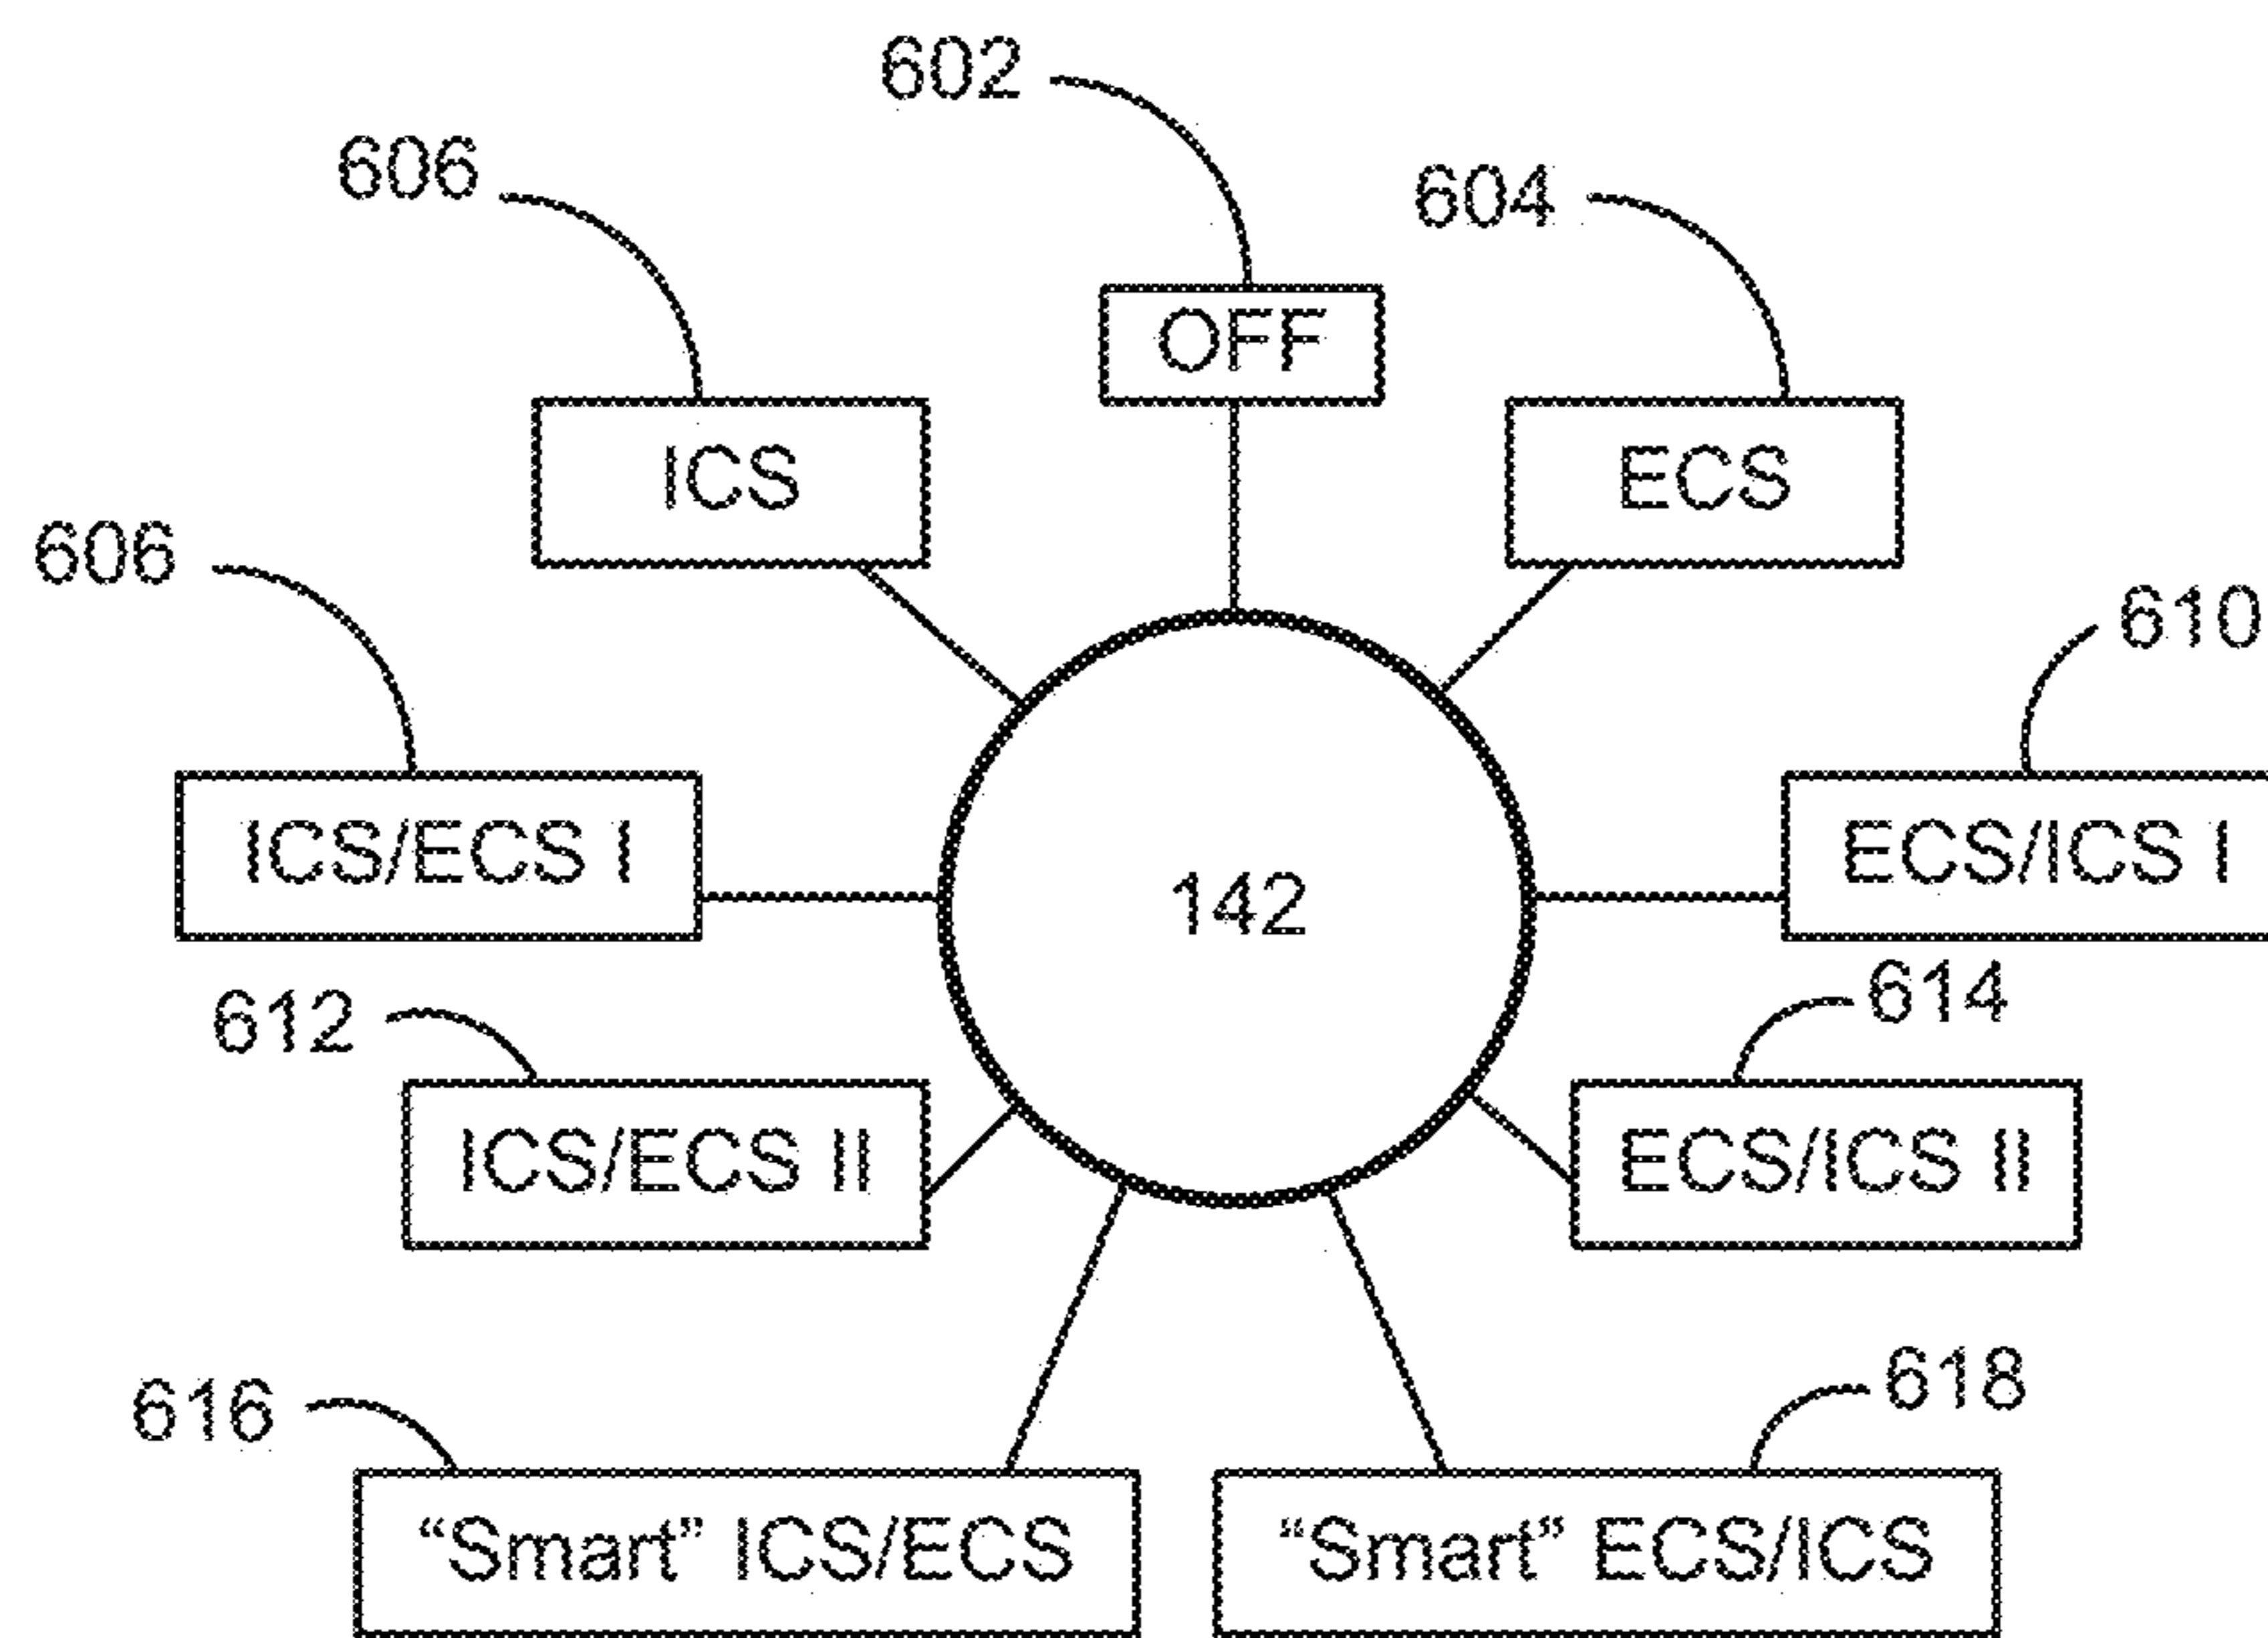 602
606
604
OFF
ICS
ECS
606
610
ICS/ECS I
142
ECS/ICS I
612
614
ICS/ECS II
ECS/ICS II
616
618
“Smart” ICS/ECS
“Smart” ECS/ICS